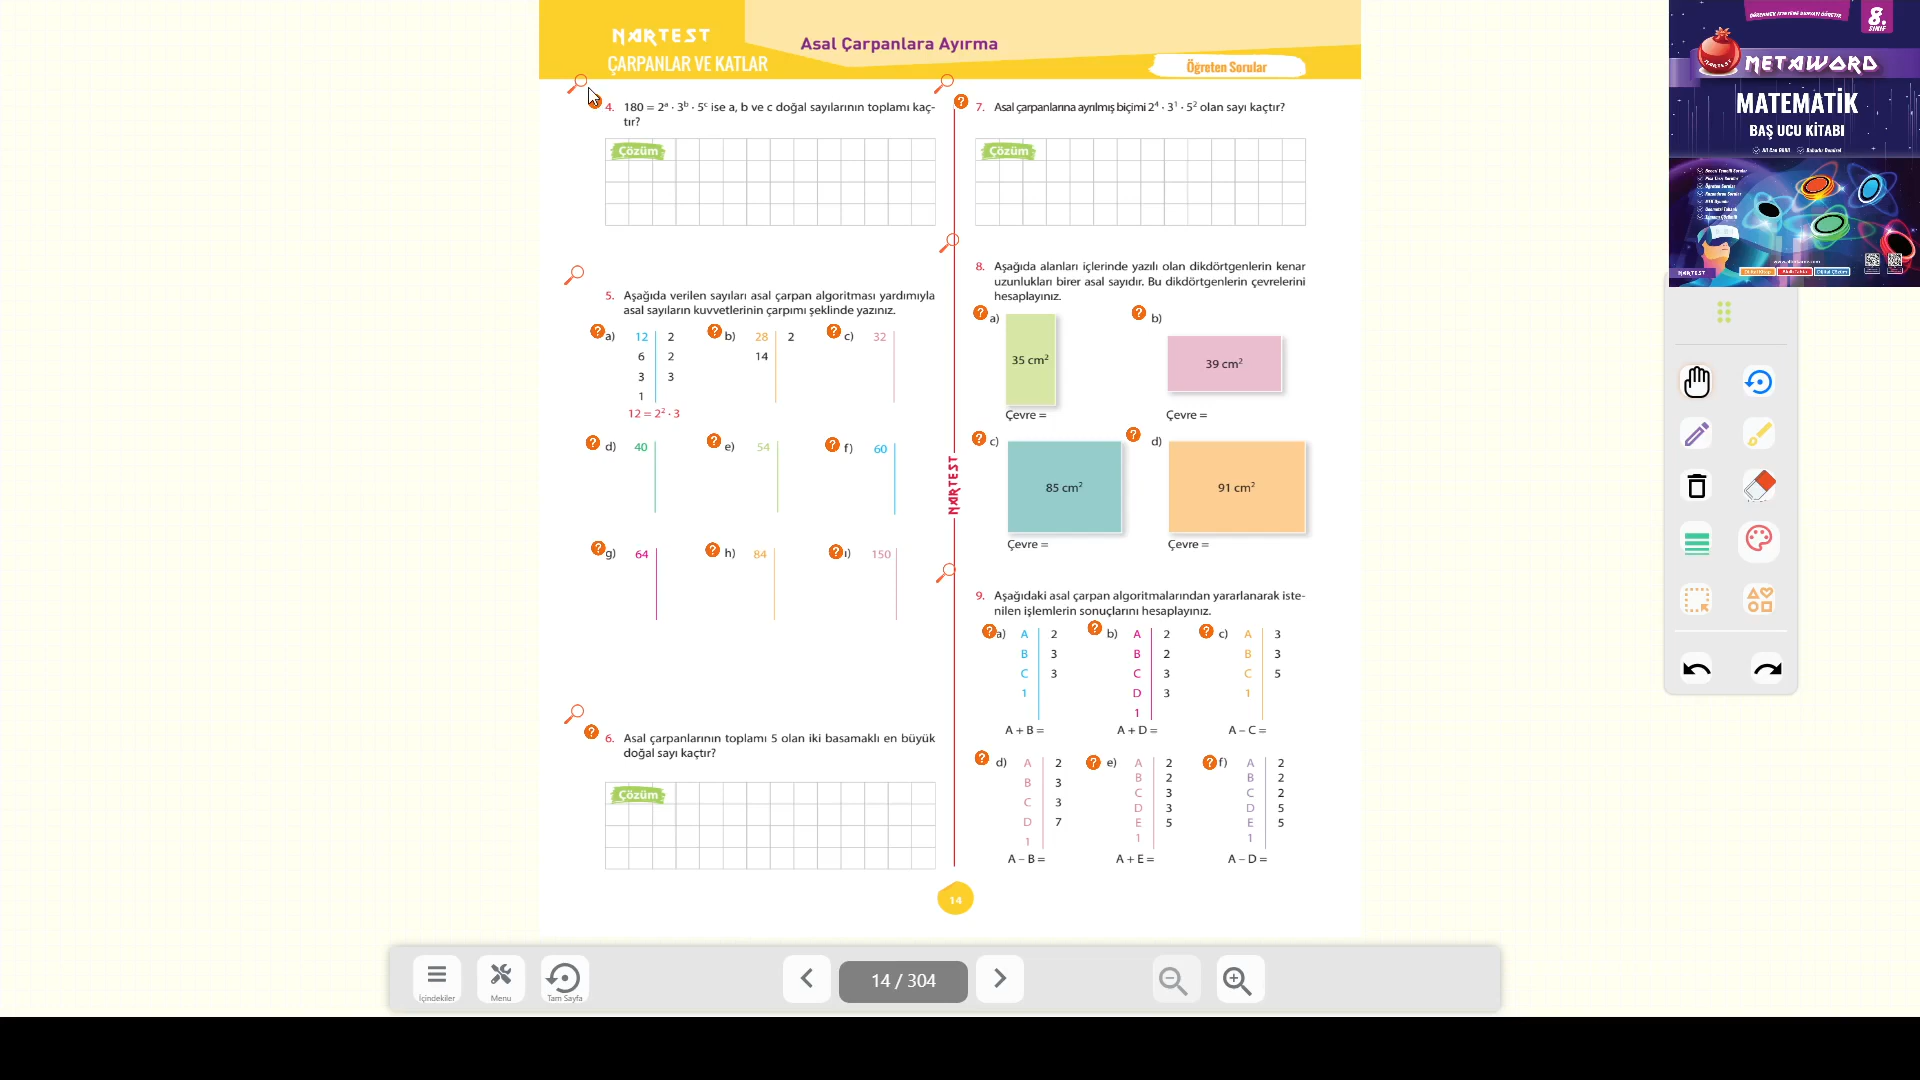 NARTEST
ÇARPANLAR VE KATLAR
Asal Çarpanlara Ayırma
Öğreten Sorular
4. 180 = 2ᵃ · 3ᵇ · 5ᶜ ise a, b ve c doğal sayılarının toplamı kaç-
tır?
Çözüm
5. Aşağıda verilen sayıları asal çarpan algoritması yardımıyla
asal sayıların kuvvetlerinin çarpımı şeklinde yazınız.
a) 12 2 b) 28 2 c) 32
6 2 14
3 3
1
12 = 2² · 3
d) 40 e) 54 f) 60
g) 64 h) 84 ı) 150
6. Asal çarpanlarının toplamı 5 olan iki basamaklı en büyük
doğal sayı kaçtır?
Çözüm
NARTEST
7. Asal çarpanlarına ayrılmış biçimi 2⁴ · 3¹ · 5² olan sayı kaçtır?
Çözüm
8. Aşağıda alanları içlerinde yazılı olan dikdörtgenlerin kenar
uzunlukları birer asal sayıdır. Bu dikdörtgenlerin çevrelerini
hesaplayınız.
a) b)
35 cm² 39 cm²
Çevre = Çevre =
c) d)
85 cm² 91 cm²
Çevre = Çevre =
9. Aşağıdaki asal çarpan algoritmalarından yararlanarak iste-
nilen işlemlerin sonuçlarını hesaplayınız.
a) A 2 b) A 2 c) A 3
B 3 B 2 B 3
C 3 C 3 C 5
1 D 3 1
1
A + B = A + D = A – C =
d) A 2 e) A 2 f) A 2
B 3 B 2 B 2
C 3 C 3 C 2
D 7 D 3 D 5
1 E 5 E 5
1 1
A – B = A + E = A – D =
14
İçindekiler
Menu
Tam Sayfa
14 / 304
8.
SINIF
METAWORD
MATEMATİK
BAŞ UCU KİTABI
NARTEST